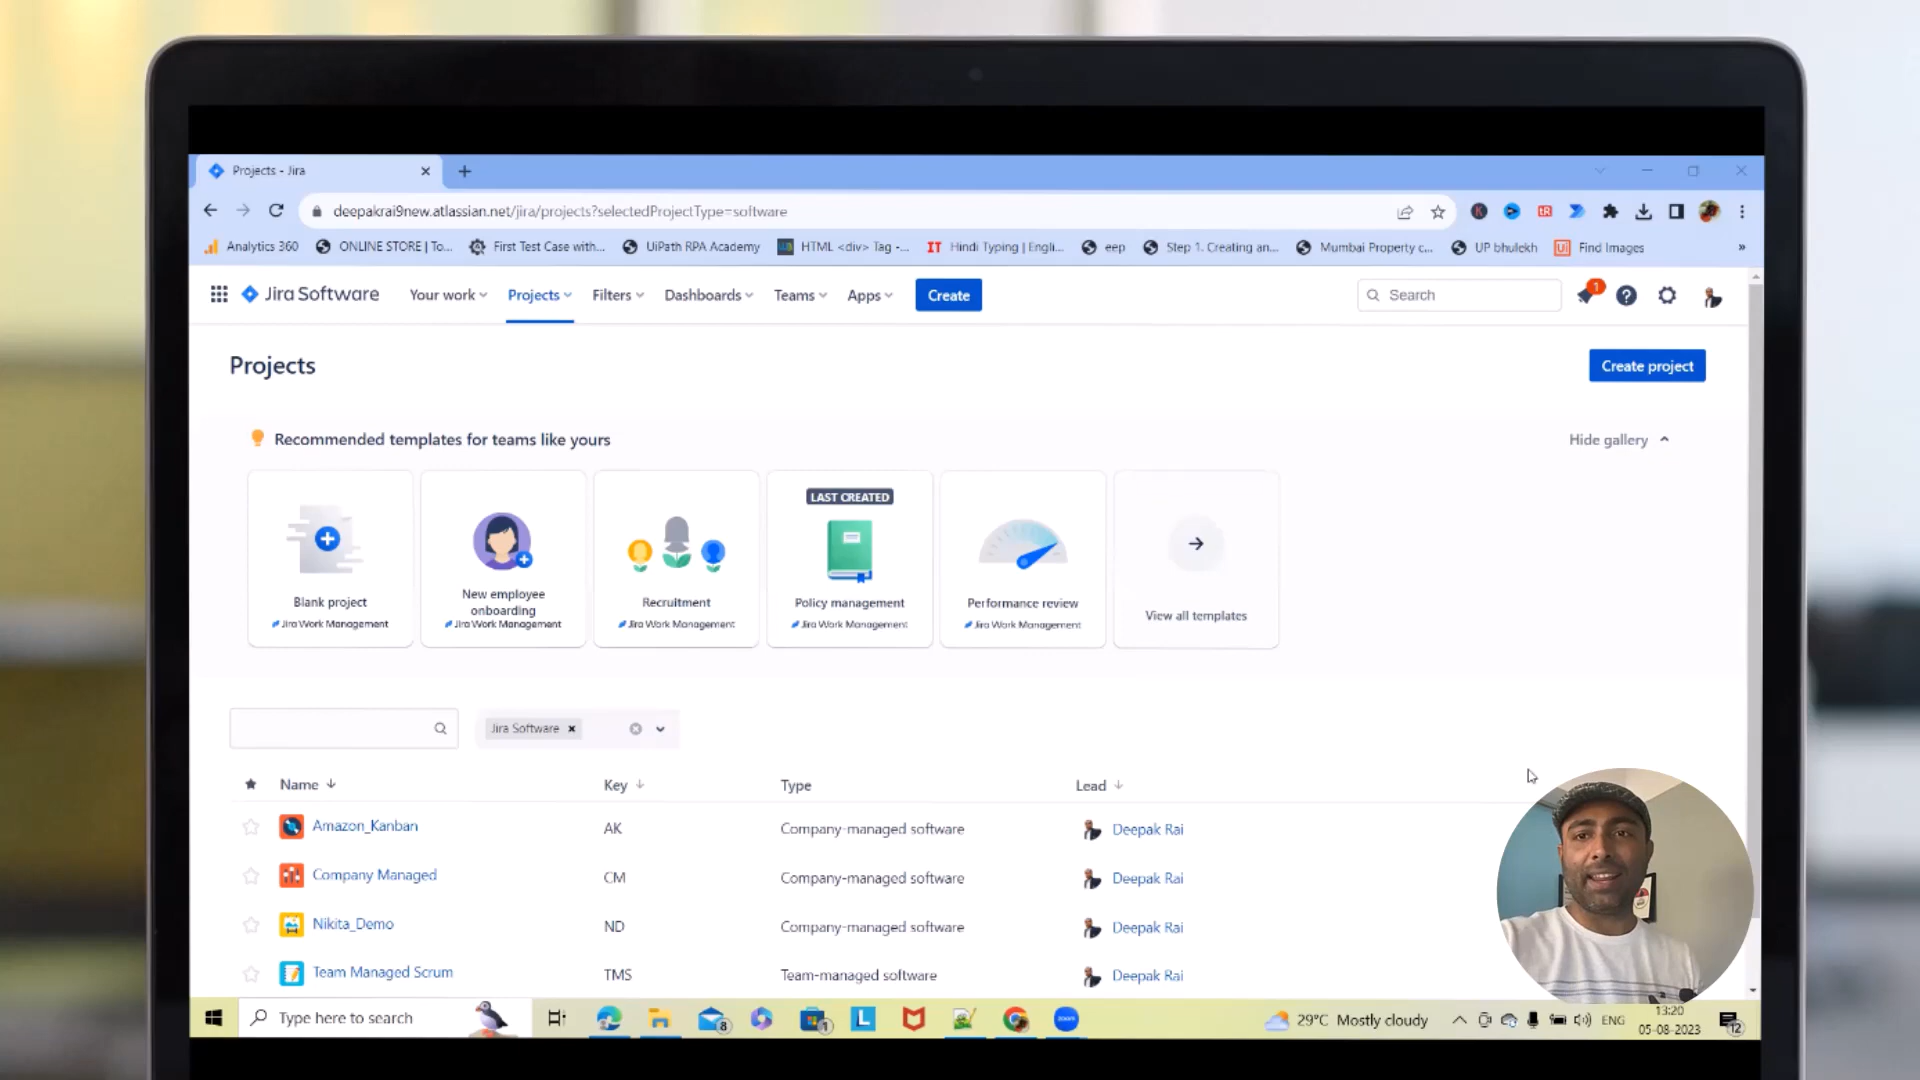 Projects - Jira
deepakrai9new.atlassian.net/jira/projects?selectedProjectType=software
Analytics 360 ONLINE STORE | To... First Test Case with... UiPath RPA Academy HTML <div> Tag -... IT Hindi Typing | Engli... eep Step 1. Creating an... Mumbai Property c... UP bhulekh Ui Find Images »
Jira Software Your work Projects Filters Dashboards Teams Apps Create Search 1
Projects Create project
Recommended templates for teams like yours Hide gallery
LAST CREATED
Blank project
Jira Work Management
New employee
onboarding
Jira Work Management
Recruitment
Jira Work Management
Policy management
Jira Work Management
Performance review
Jira Work Management
View all templates
Jira Software
Name Key Type Lead
Amazon_Kanban AK Company-managed software Deepak Rai
Company Managed CM Company-managed software Deepak Rai
Nikita_Demo ND Company-managed software Deepak Rai
Team Managed Scrum TMS Team-managed software Deepak Rai
Type here to search 8 1 L zoom 29°C Mostly cloudy ENG 13:20
05-08-2023 12